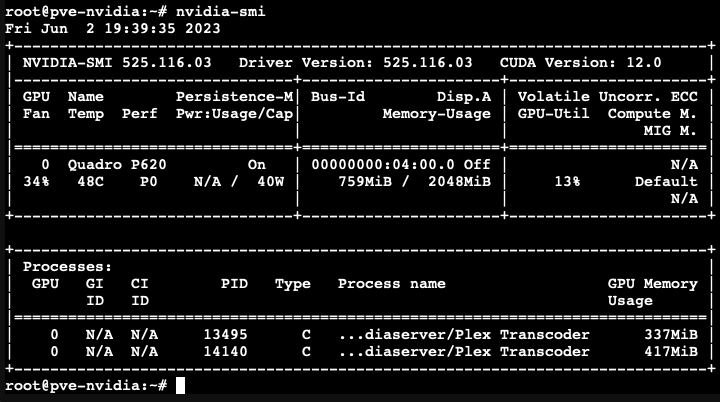 root@pve-nvidia:~# nvidia-smi
Fri Jun  2 19:39:35 2023
+-----------------------------------------------------------------------------+
| NVIDIA-SMI 525.116.03   Driver Version: 525.116.03   CUDA Version: 12.0     |
|-------------------------------+----------------------+----------------------+
| GPU  Name        Persistence-M| Bus-Id        Disp.A | Volatile Uncorr. ECC |
| Fan  Temp  Perf  Pwr:Usage/Cap|         Memory-Usage | GPU-Util  Compute M. |
|                               |                      |               MIG M. |
|===============================+======================+======================|
|   0  Quadro P620         On   | 00000000:04:00.0 Off |                  N/A |
| 34%   48C    P0    N/A /  40W |    759MiB /  2048MiB |     13%      Default |
|                               |                      |                  N/A |
+-------------------------------+----------------------+----------------------+

+-----------------------------------------------------------------------------+
| Processes:                                                                  |
|  GPU   GI   CI        PID   Type   Process name                  GPU Memory |
|        ID   ID                                                   Usage      |
|=============================================================================|
|    0   N/A  N/A     13495      C   ...diaserver/Plex Transcoder      337MiB |
|    0   N/A  N/A     14140      C   ...diaserver/Plex Transcoder      417MiB |
+-----------------------------------------------------------------------------+
root@pve-nvidia:~#